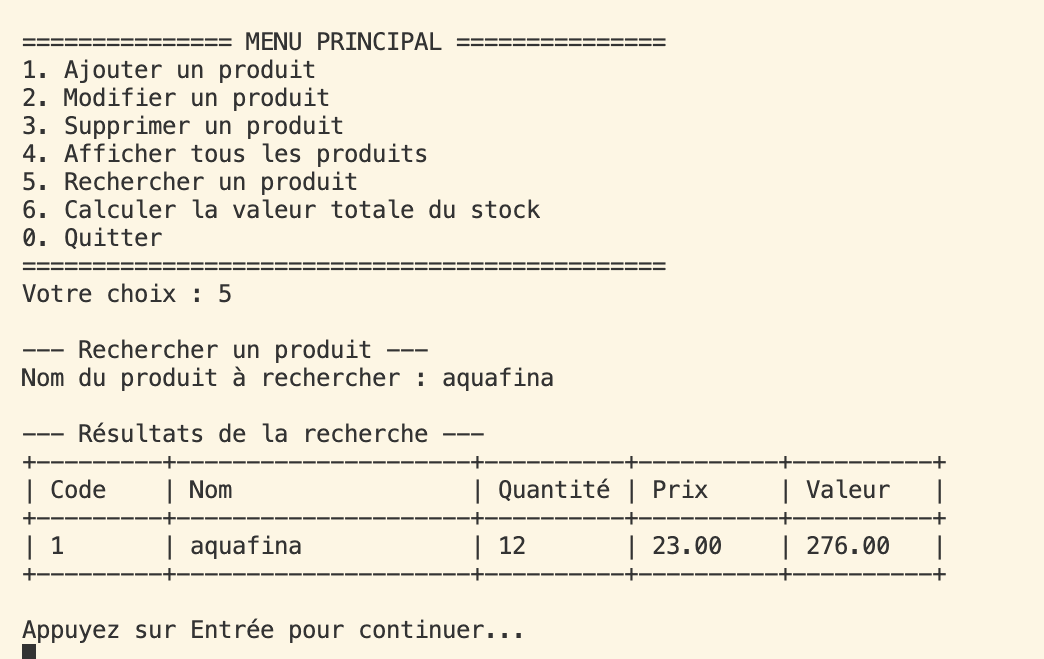 =============== MENU PRINCIPAL ===============
1. Ajouter un produit
2. Modifier un produit
3. Supprimer un produit
4. Afficher tous les produits
5. Rechercher un produit
6. Calculer la valeur totale du stock
0. Quitter
==============================================
Votre choix : 5
--- Rechercher un produit ---
Nom du produit à rechercher : aquafina
--- Résultats de la recherche ---
+---------+---------------------+----------+----------+----------+
| Code    | Nom                 | Quantité | Prix     | Valeur   |
+---------+---------------------+----------+----------+----------+
| 1       | aquafina            | 12       | 23.00    | 276.00   |
+---------+---------------------+----------+----------+----------+
Appuyez sur Entrée pour continuer...